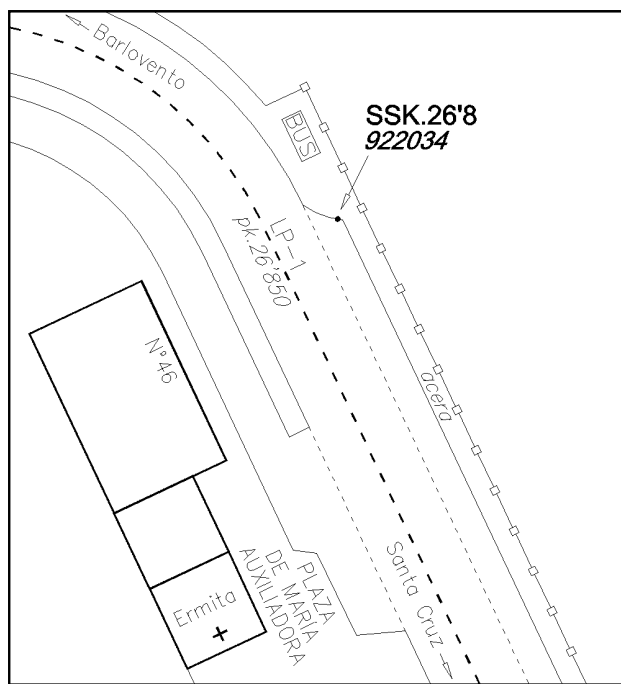 ← Barlovento
BUS
SSK.26'8
922034
LP-1
pk.26'850
N°46
acera
Santa Cruz →
PLAZA
DE MARÍA
AUXILIADORA
Ermita